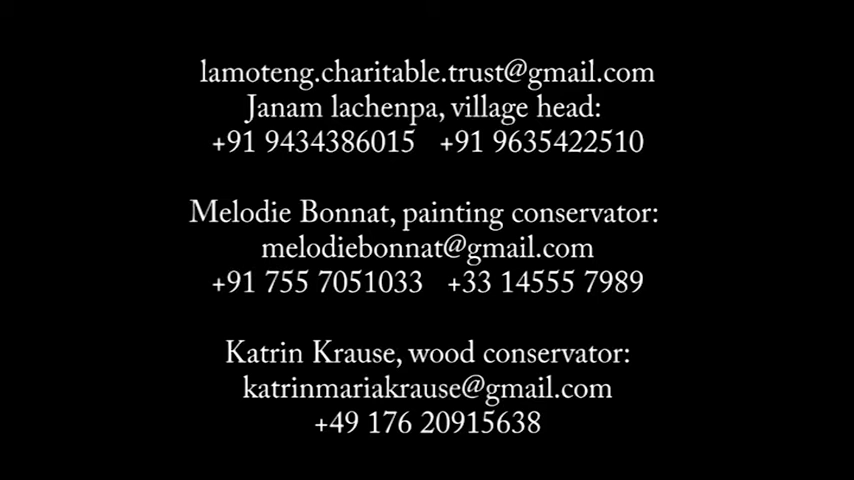 lamoteng.charitable.trust@gmail.com
Janam lachenpa, village head:
+91 9434386015 +91 9635422510
Melodie Bonnat, painting conservator:
melodiebonnat@gmail.com
+91 755 7051033 +33 14555 7989
Katrin Krause, wood conservator:
katrinmariakrause@gmail.com
+49 176 20915638